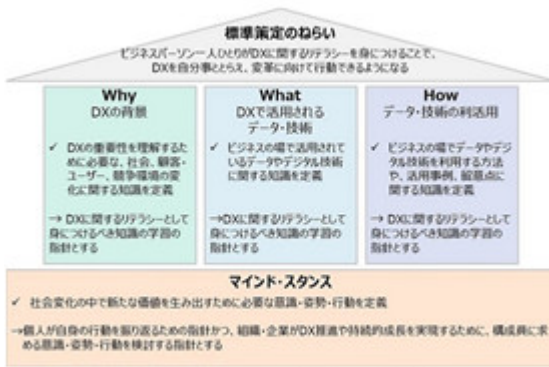 標準策定のねらい
ビジネスパーソン一人ひとりがDXに関するリテラシーを身につけることで、
DXを自分事ととらえ、変革に向けて行動できるようになる
Why
DXの背景
✓ DXの重要性を理解するた
めに必要な、社会、顧客・
ユーザー、競争環境の変
化に関する知識を定義
→ DXに関するリテラシーとして
身につけるべき知識の学習の
指針とする
What
DXで活用される
データ・技術
✓ ビジネスの場で活用されて
いるデータやデジタル技術
に関する知識を定義
→DXに関するリテラシーとして
身につけるべき知識の学習の
指針とする
How
データ・技術の利活用
✓ ビジネスの場でデータやデジ
タル技術を利用する方法
や、活用事例、留意点に
関する知識を定義
→ DXに関するリテラシーとして
身につけるべき知識の学習の
指針とする
マインド・スタンス
✓ 社会変化の中で新たな価値を生み出すために必要な意識・姿勢・行動を定義
→個人が自身の行動を振り返るための指針かつ、組織・企業がDX推進や持続的成長を実現するために、構成員に求
める意識・姿勢・行動を検討する指針とする